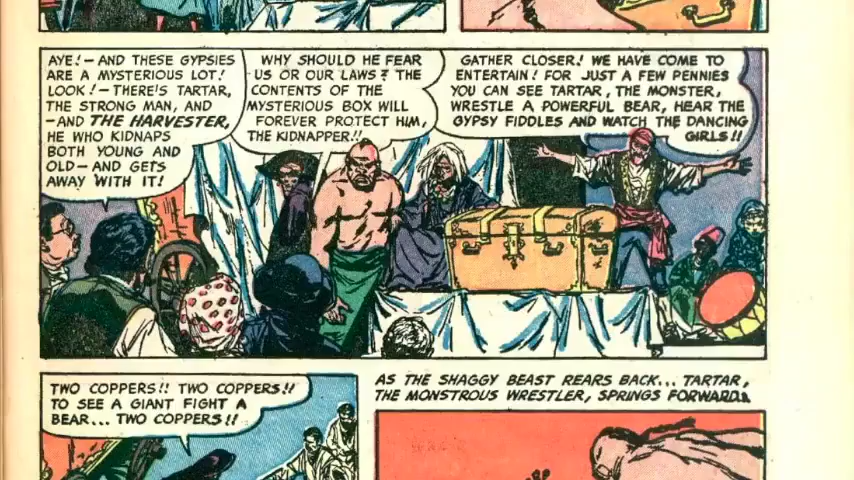 AYE!—AND THESE GYPSIES
ARE A MYSTERIOUS LOT!
LOOK!—THERE'S TARTAR,
THE STRONG MAN, AND
—AND THE HARVESTER,
HE WHO KIDNAPS
BOTH YOUNG AND
OLD—AND GETS
AWAY WITH IT!
WHY SHOULD HE FEAR
US OR OUR LAWS? THE
CONTENTS OF THE
MYSTERIOUS BOX WILL
FOREVER PROTECT HIM,
THE KIDNAPPER!!
GATHER CLOSER! WE HAVE COME TO
ENTERTAIN! FOR JUST A FEW PENNIES
YOU CAN SEE TARTAR, THE MONSTER,
WRESTLE A POWERFUL BEAR, HEAR THE
GYPSY FIDDLES AND WATCH THE DANCING
GIRLS!!
TWO COPPERS!! TWO COPPERS!!
TO SEE A GIANT FIGHT A
BEAR... TWO COPPERS!!
AS THE SHAGGY BEAST REARS BACK... TARTAR,
THE MONSTROUS WRESTLER, SPRINGS FORWARD..